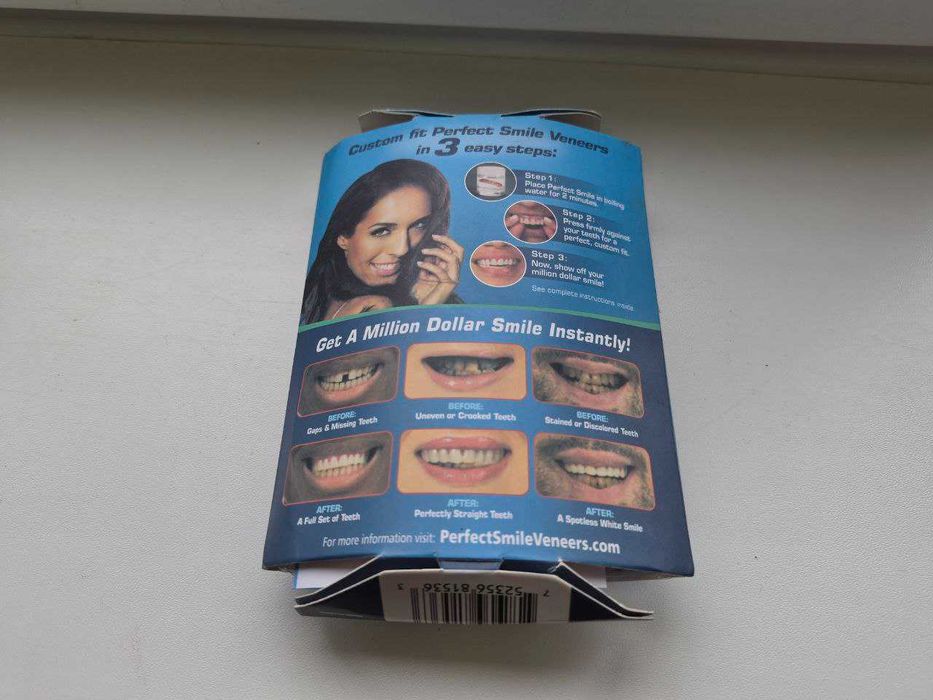 Custom fit Perfect Smile Veneers
in 3 easy steps:
Step 1:
Place Perfect Smile in boiling
water for 2 minutes.
Step 2:
Press firmly against
your teeth for a
perfect, custom fit.
Step 3:
Now, show off your
million dollar smile!
See complete instructions inside
Get A Million Dollar Smile Instantly!
BEFORE:
Gaps & Missing Teeth
BEFORE:
Uneven or Crooked Teeth
BEFORE:
Stained or Discolored Teeth
AFTER:
A Full Set of Teeth
AFTER:
Perfectly Straight Teeth
AFTER:
A Spotless White Smile
For more information visit: PerfectSmileVeneers.com
7 52356 81536 3